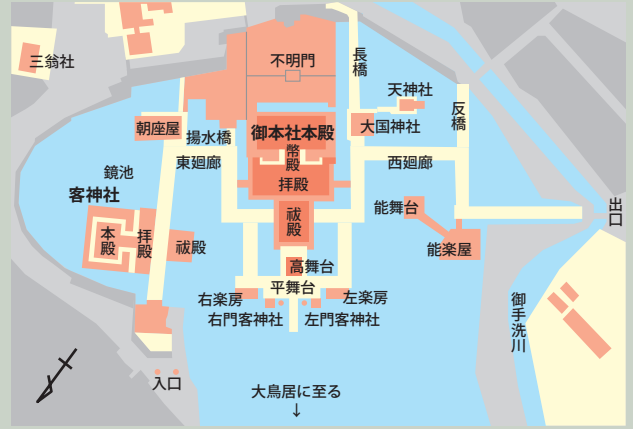 三翁社
不明門
長橋
天神社
反橋
朝座屋
揚水橋
御本社本殿
大国神社
幣殿
東廻廊
西廻廊
鏡池
拝殿
客神社
出口
能舞台
本殿
拝殿
祓殿
祓殿
能楽屋
高舞台
平舞台
右楽房
左楽房
御手洗川
右門客神社
左門客神社
入口
大鳥居に至る
↓